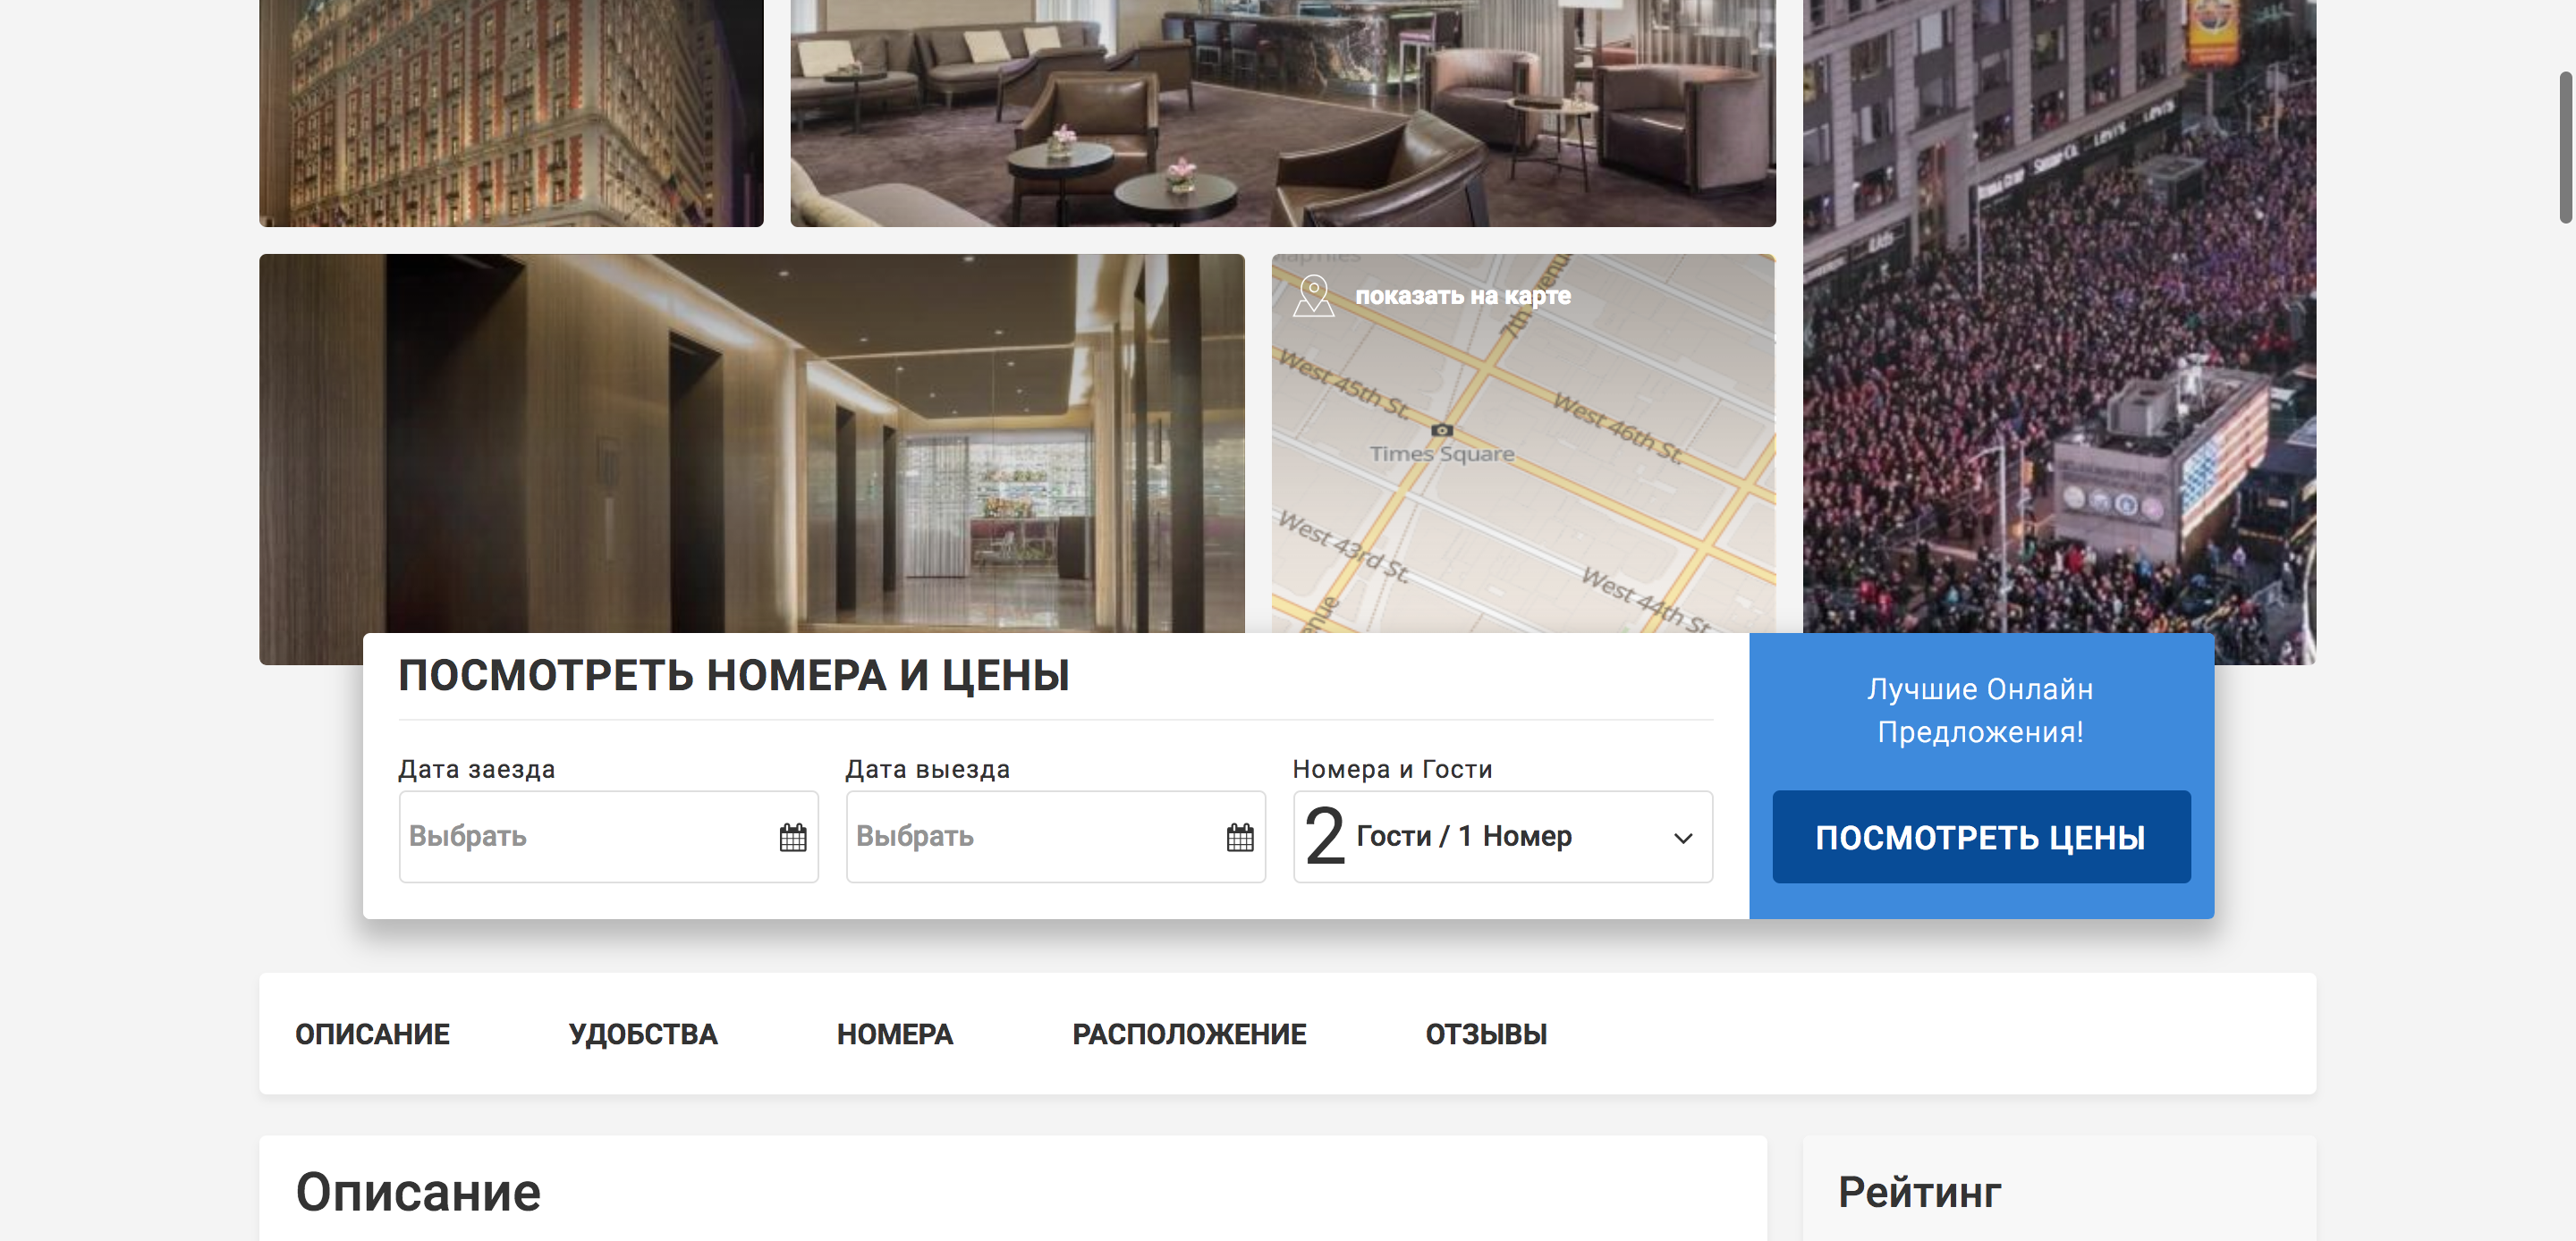 LEVI'S
LEVI'S
показать на карте
7th
West 45th St.
West 46th St.
Times Square
West 43rd St.
West 44th St.
ПОСМОТРЕТЬ НОМЕРА И ЦЕНЫ
Лучшие Онлайн
Предложения!
Дата заезда
Дата выезда
Номера и Гости
Выбрать
Выбрать
2 Гости / 1 Номер
ПОСМОТРЕТЬ ЦЕНЫ
ОПИСАНИЕ
УДОБСТВА
НОМЕРА
РАСПОЛОЖЕНИЕ
ОТЗЫВЫ
Описание
Рейтинг